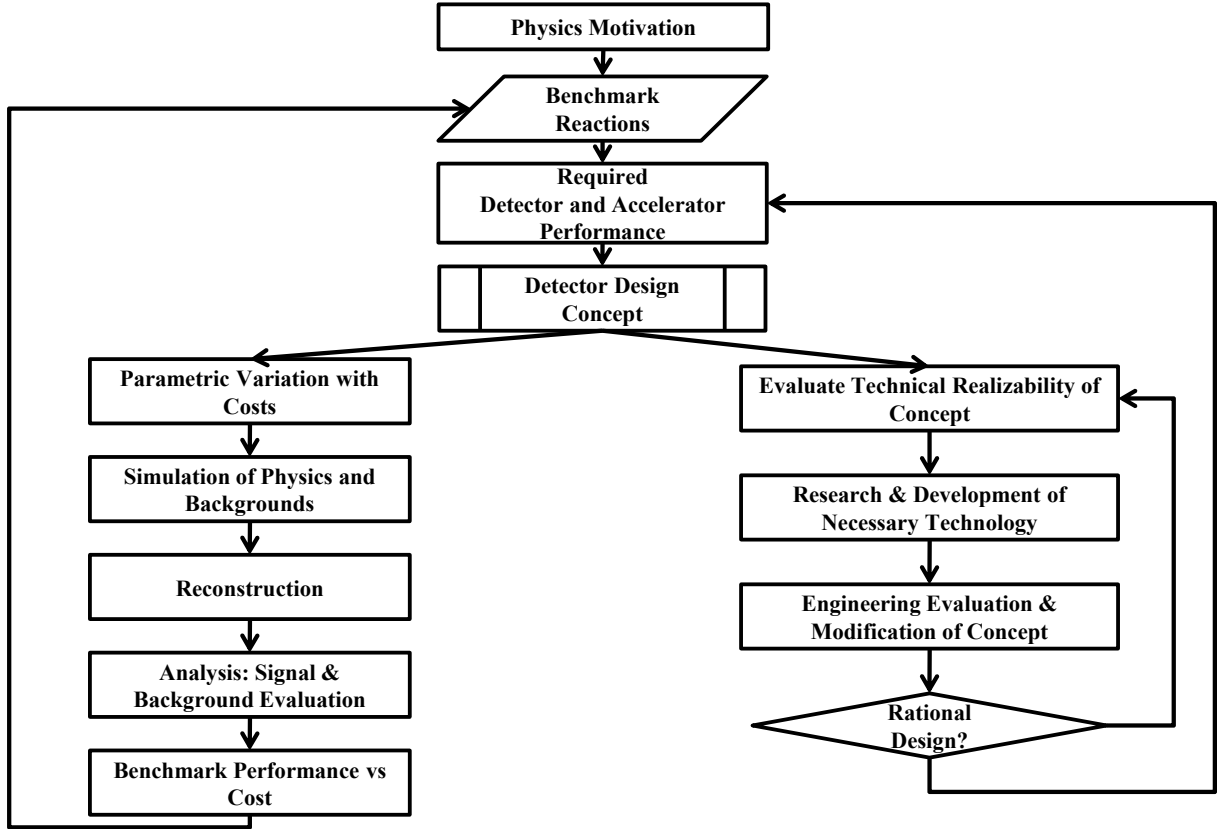 Physics Motivation
Benchmark
Reactions
Required
Detector and Accelerator
Performance
Detector Design
Concept
Parametric Variation with
Costs
Simulation of Physics and
Backgrounds
Reconstruction
Analysis: Signal &
Background Evaluation
Benchmark Performance vs
Cost
Evaluate Technical Realizability of
Concept
Research & Development of
Necessary Technology
Engineering Evaluation &
Modification of Concept
Rational
Design?